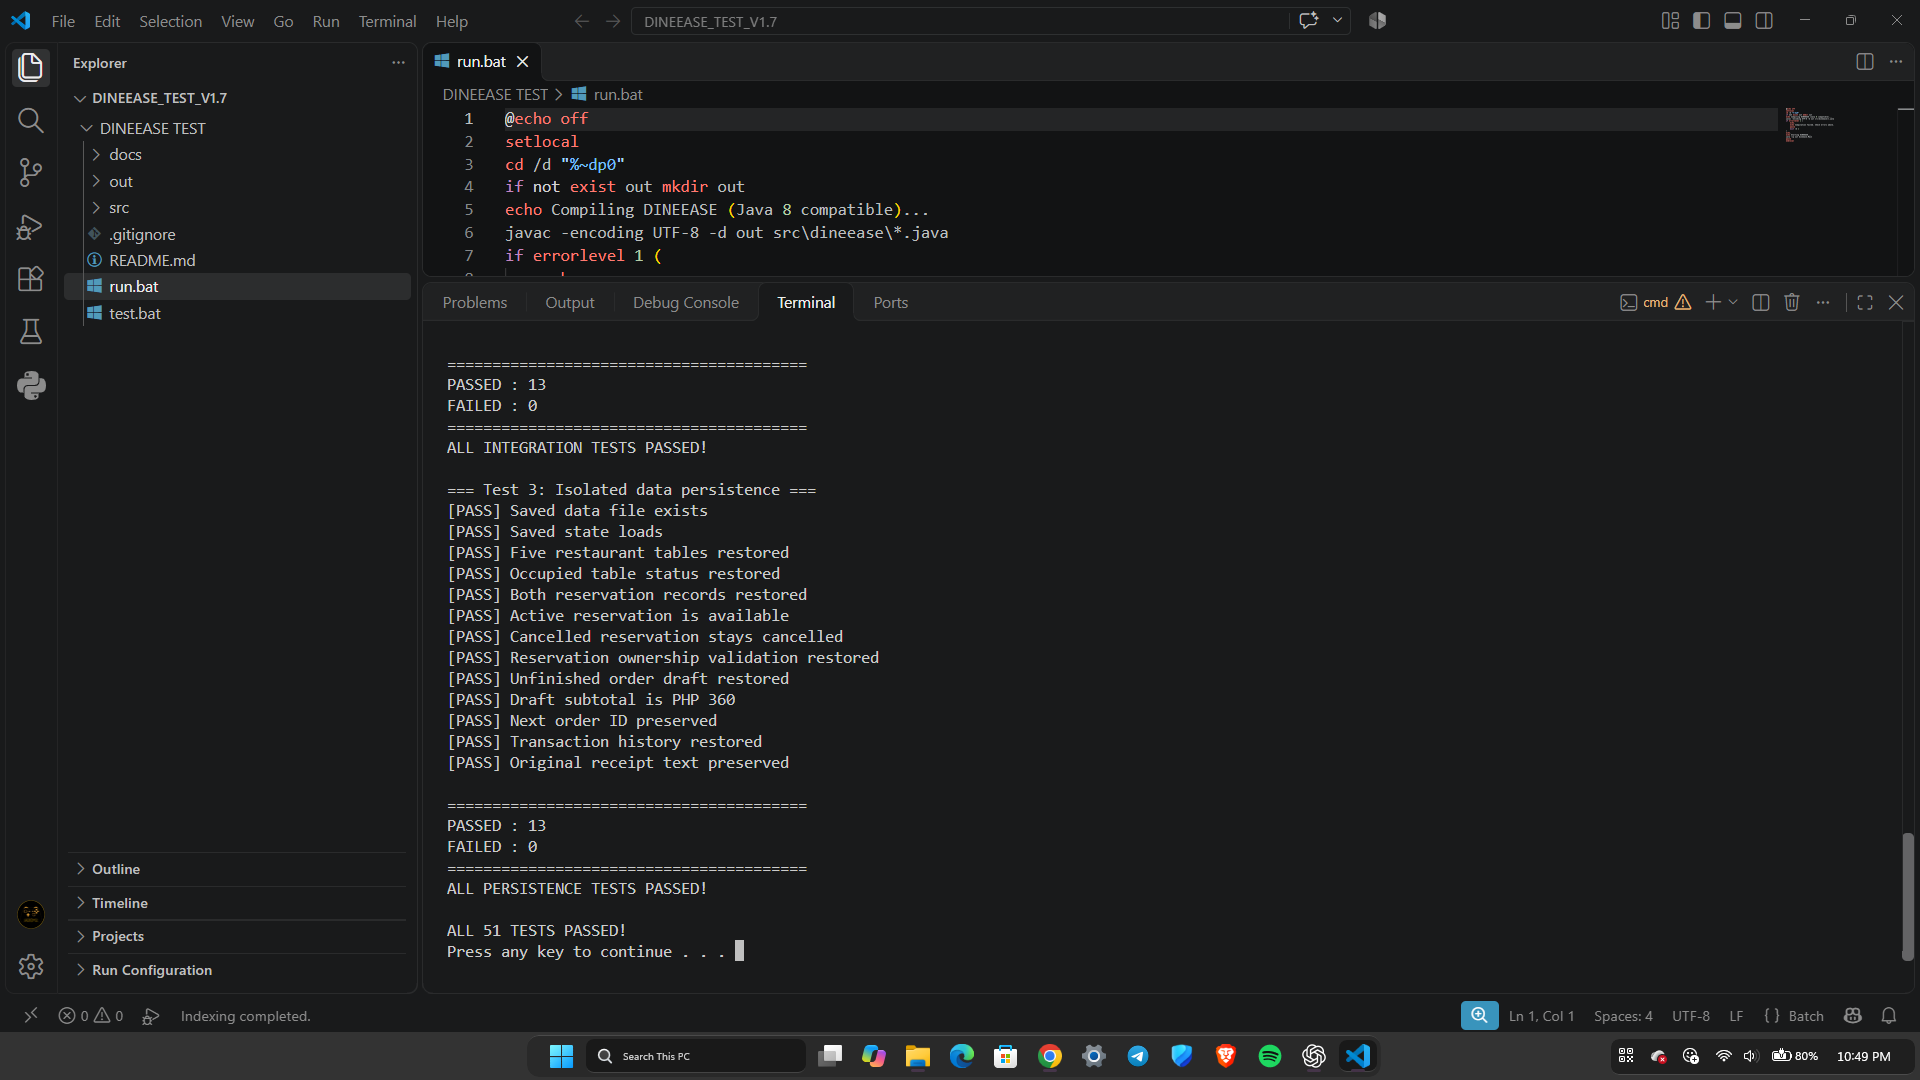 File Edit Selection View Go Run Terminal Help
DINEEASE_TEST_V1.7
Explorer
DINEEASE_TEST_V1.7
DINEEASE TEST
docs
out
src
.gitignore
README.md
run.bat
test.bat
Outline
Timeline
Projects
Run Configuration
run.bat
DINEEASE TEST > run.bat
1 @echo off
2 setlocal
3 cd /d "%~dp0"
4 if not exist out mkdir out
5 echo Compiling DINEEASE (Java 8 compatible)...
6 javac -encoding UTF-8 -d out src\dineease\*.java
7 if errorlevel 1 (
Problems Output Debug Console Terminal Ports
cmd
========================================
PASSED : 13
FAILED : 0
========================================
ALL INTEGRATION TESTS PASSED!
=== Test 3: Isolated data persistence ===
[PASS] Saved data file exists
[PASS] Saved state loads
[PASS] Five restaurant tables restored
[PASS] Occupied table status restored
[PASS] Both reservation records restored
[PASS] Active reservation is available
[PASS] Cancelled reservation stays cancelled
[PASS] Reservation ownership validation restored
[PASS] Unfinished order draft restored
[PASS] Draft subtotal is PHP 360
[PASS] Next order ID preserved
[PASS] Transaction history restored
[PASS] Original receipt text preserved
========================================
PASSED : 13
FAILED : 0
========================================
ALL PERSISTENCE TESTS PASSED!
ALL 51 TESTS PASSED!
Press any key to continue . . .
0 0 Indexing completed.
Ln 1, Col 1 Spaces: 4 UTF-8 LF { } Batch
Search This PC
80% 10:49 PM